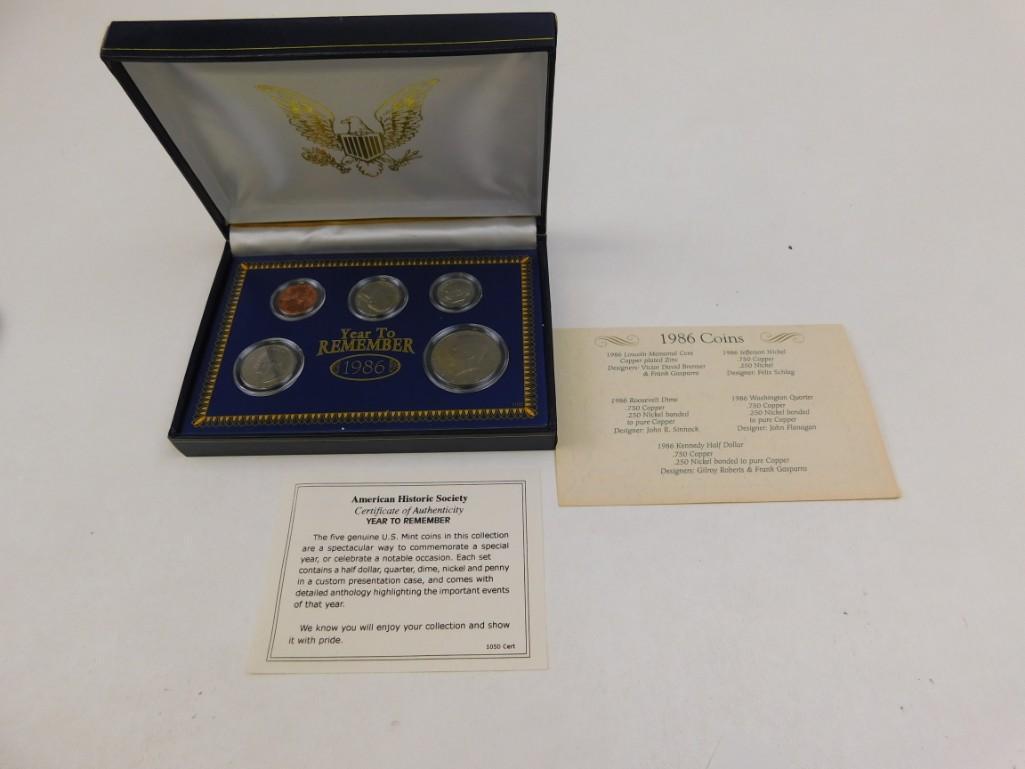 Year To
REMEMBER
1986
1986 Coins
1986 Lincoln Memorial Cent
Copper plated Zinc
Designers: Victor David Brenner
& Frank Gasparro
1986 Jefferson Nickel
.750 Copper
.250 Nickel
Designer: Felix Schlag
1986 Roosevelt Dime
.750 Copper
.250 Nickel bonded
to pure Copper
Designer: John R. Sinnock
1986 Washington Quarter
.750 Copper
.250 Nickel bonded
to pure Copper
Designer: John Flanagan
1986 Kennedy Half Dollar
.750 Copper
.250 Nickel bonded to pure Copper
Designers: Gilroy Roberts & Frank Gasparro
American Historic Society
Certificate of Authenticity
YEAR TO REMEMBER
The five genuine U.S. Mint coins in this collection
are a spectacular way to commemorate a special
year, or celebrate a notable occasion. Each set
contains a half dollar, quarter, dime, nickel and penny
in a custom presentation case, and comes with
detailed anthology highlighting the important events
of that year.
We know you will enjoy your collection and show
it with pride.
1050 Cert